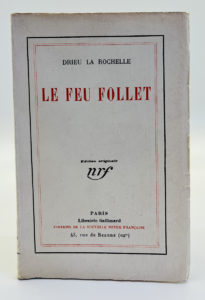 DRIEU LA ROCHELLE
LE FEU FOLLET
Édition originale
nrf
PARIS
Librairie Gallimard
ÉDITIONS DE LA NOUVELLE REVUE FRANÇAISE
43, rue de Beaune (VIIᵉ)